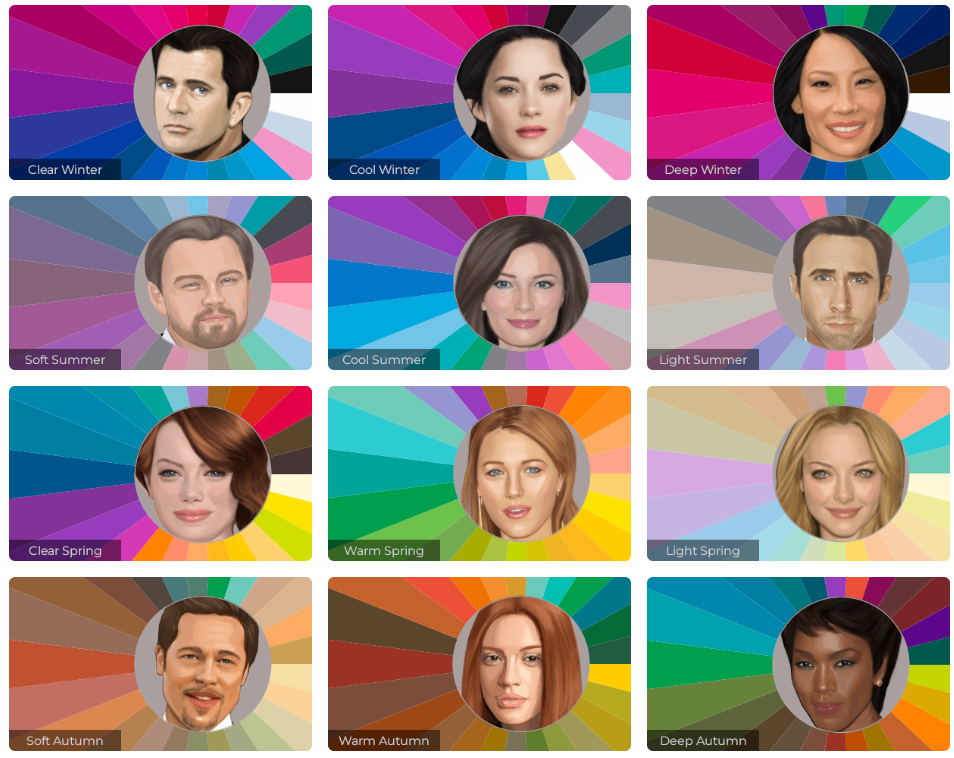 Clear Winter
Cool Winter
Deep Winter
Soft Summer
Cool Summer
Light Summer
Clear Spring
Warm Spring
Light Spring
Soft Autumn
Warm Autumn
Deep Autumn